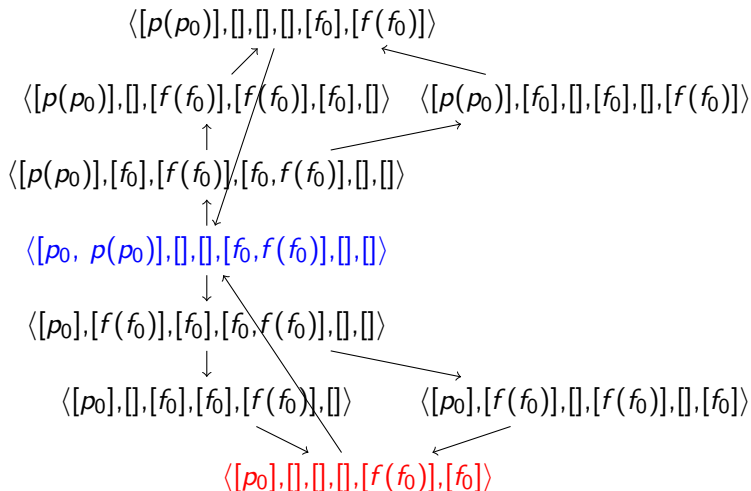 ⟨[p(p₀)],[],[],[],[f₀],[f(f₀)]⟩
⟨[p(p₀)],[],[f(f₀)],[f(f₀)],[f₀],[]⟩ ⟨[p(p₀)],[f₀],[],[f₀],[],[f(f₀)]⟩
⟨[p(p₀)],[f₀],[f(f₀)],[f₀,f(f₀)],[],[]⟩
⟨[p₀, p(p₀)],[],[],[f₀,f(f₀)],[],[]⟩
⟨[p₀],[f(f₀)],[f₀],[f₀,f(f₀)],[],[]⟩
⟨[p₀],[],[f₀],[f₀],[f(f₀)],[]⟩ ⟨[p₀],[f(f₀)],[],[f(f₀)],[],[f₀]⟩
⟨[p₀],[],[],[],[f(f₀)],[f₀]⟩